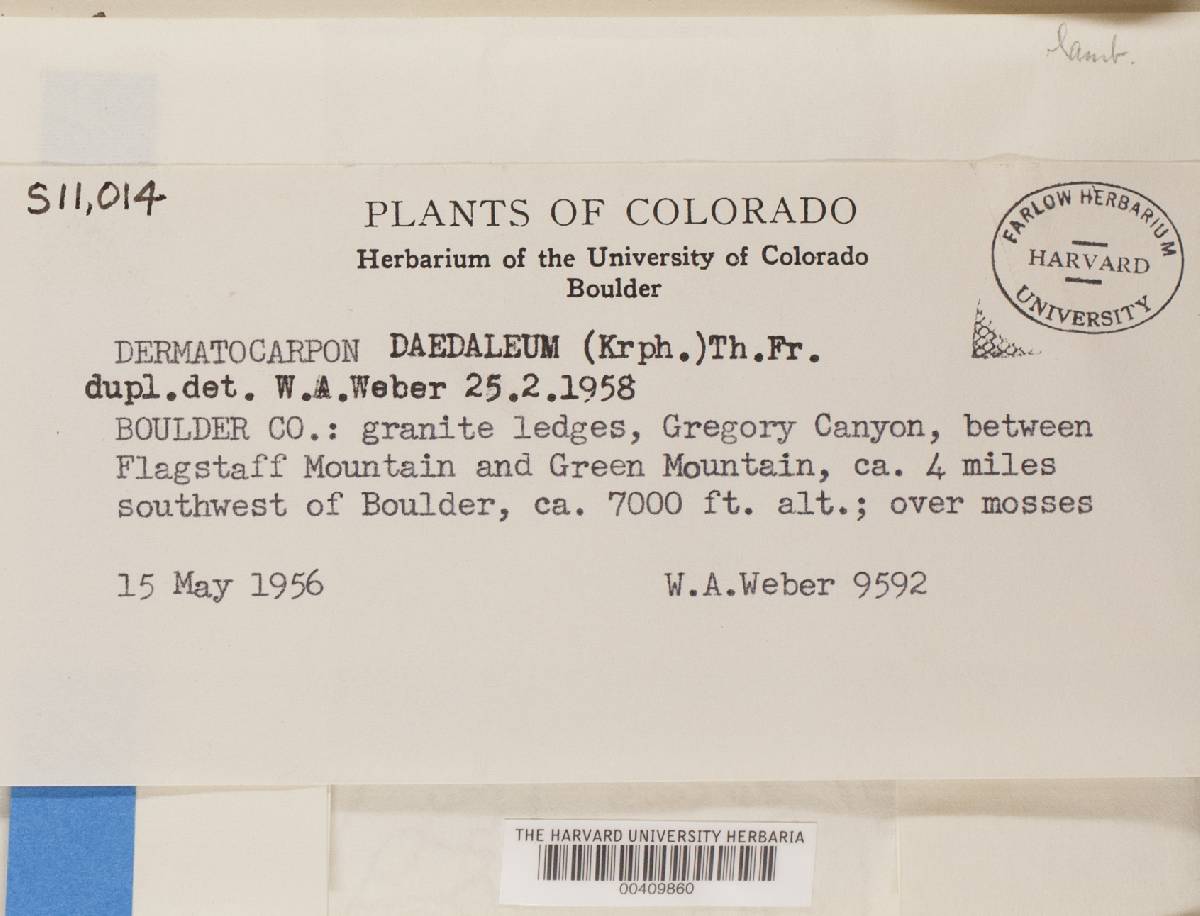 lamb.
S11,014
PLANTS OF COLORADO
Herbarium of the University of Colorado
Boulder
FARLOW HERBARIUM
HARVARD
UNIVERSITY
DERMATOCARPON DAEDALEUM (Krph.)Th.Fr.
dupl.det. W.A.Weber 25.2.1958
BOULDER CO.: granite ledges, Gregory Canyon, between
Flagstaff Mountain and Green Mountain, ca. 4 miles
southwest of Boulder, ca. 7000 ft. alt.; over mosses
15 May 1956 W.A.Weber 9592
THE HARVARD UNIVERSITY HERBARIA
00409860